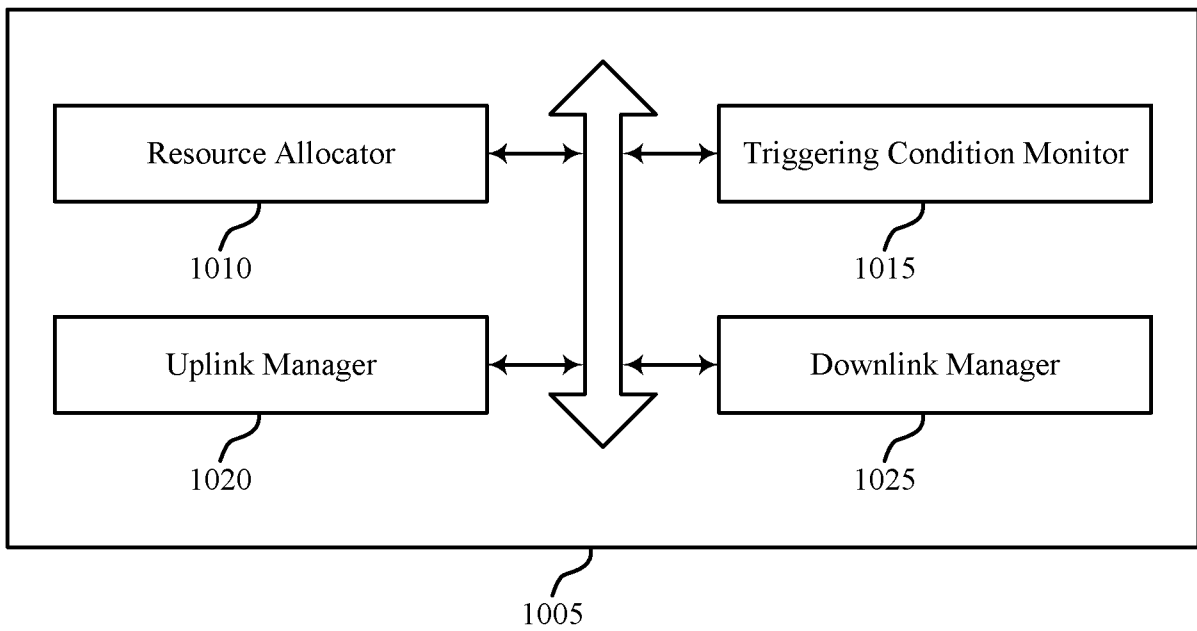 Resource Allocator
Triggering Condition Monitor
1010
1015
Uplink Manager
Downlink Manager
1020
1025
1005